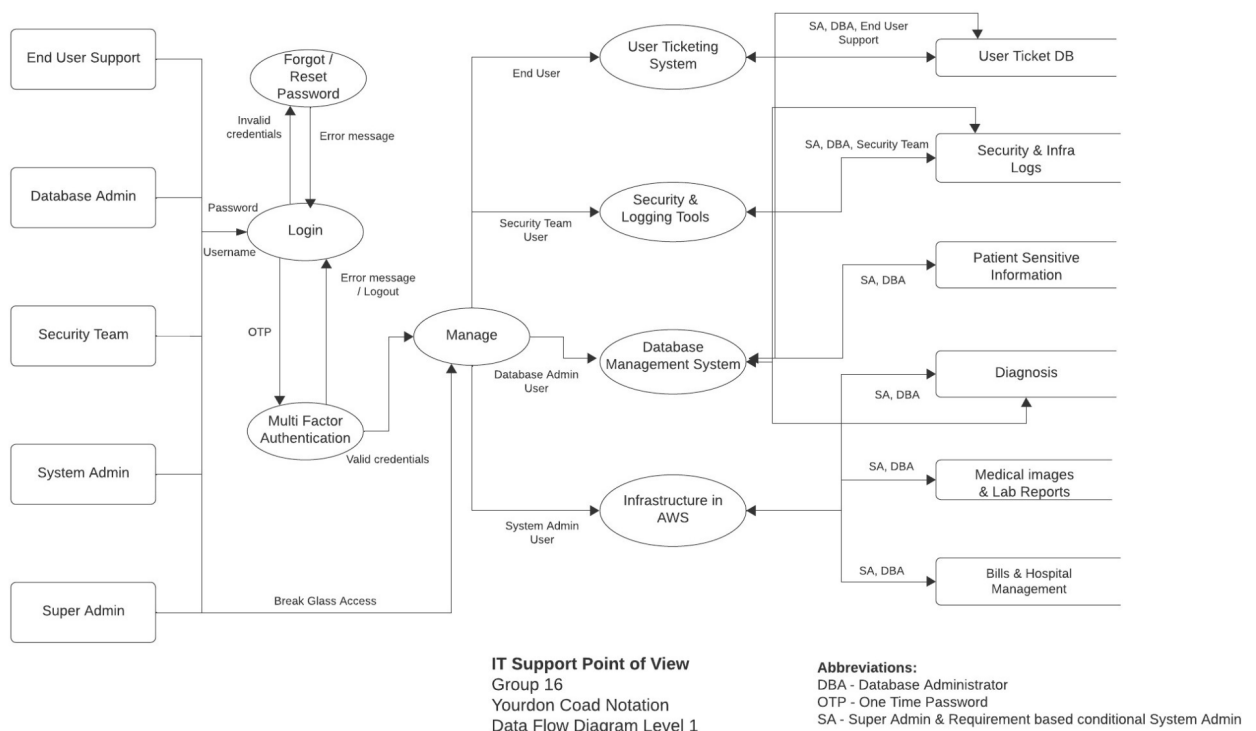 End User Support
Database Admin
Security Team
System Admin
Super Admin
Forgot /
Reset
Password
Invalid
credentials
Error message
Password
Username
Login
OTP
Error message
/ Logout
Multi Factor
Authentication
Valid credentials
Break Glass Access
Manage
End User
Security Team
User
Database Admin
User
System Admin
User
User Ticketing
System
Security &
Logging Tools
Database
Management System
Infrastructure in
AWS
SA, DBA, End User
Support
SA, DBA, Security Team
SA, DBA
SA, DBA
SA, DBA
SA, DBA
User Ticket DB
Security & Infra
Logs
Patient Sensitive
Information
Diagnosis
Medical images
& Lab Reports
Bills & Hospital
Management
IT Support Point of View
Group 16
Yourdon Coad Notation
Data Flow Diagram Level 1
Abbreviations:
DBA - Database Administrator
OTP - One Time Password
SA - Super Admin & Requirement based conditional System Admin